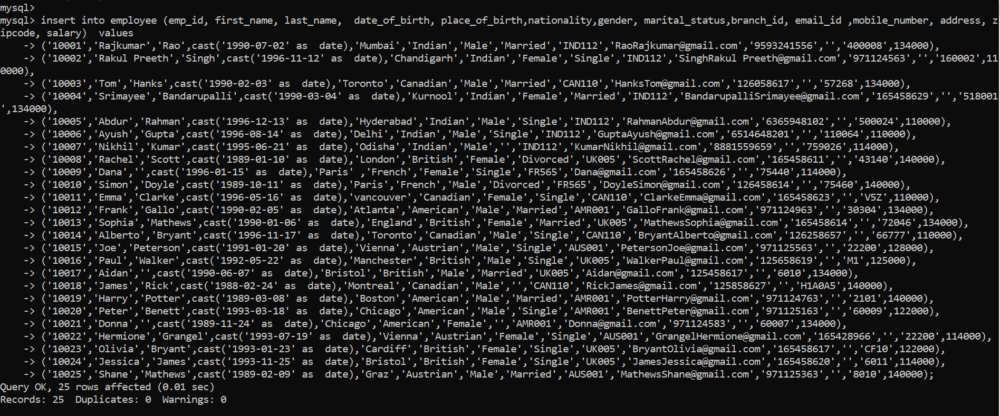 mysql>
mysql> insert into employee (emp_id, first_name, last_name,  date_of_birth, place_of_birth,nationality,gender, marital_status,branch_id, email_id ,mobile_number, address, z
ipcode, salary)  values
    -> ('10001','Rajkumar','Rao',cast('1990-07-02' as  date),'Mumbai','Indian','Male','Married','IND112','RaoRajkumar@gmail.com','9593241556','','400008',134000),
    -> ('10002','Rakul Preeth','Singh',cast('1996-11-12' as  date),'Chandigarh','Indian','Female','Single','IND112','SinghRakul Preeth@gmail.com','971124563','','160002',11
0000),
    -> ('10003','Tom','Hanks',cast('1990-02-03' as  date),'Toronto','Canadian','Male','Married','CAN110','HanksTom@gmail.com','126058617','','57268',134000),
    -> ('10004','Srimayee','Bandarupalli',cast('1990-03-04' as  date),'Kurnool','Indian','Female','Married','IND112','BandarupalliSrimayee@gmail.com','165458629','','518001
',134000),
    -> ('10005','Abdur','Rahman',cast('1996-12-13' as  date),'Hyderabad','Indian','Male','Single','IND112','RahmanAbdur@gmail.com','6365948102','','500024',110000),
    -> ('10006','Ayush','Gupta',cast('1996-08-14' as  date),'Delhi','Indian','Male','Single','IND112','GuptaAyush@gmail.com','6514648201','','110064',110000),
    -> ('10007','Nikhil','Kumar',cast('1995-06-21' as  date),'Odisha','Indian','Male','' ,'IND112','KumarNikhil@gmail.com','8881559659','','759026',114000),
    -> ('10008','Rachel','Scott',cast('1989-01-10' as  date),'London','British','Female','Divorced','UK005','ScottRachel@gmail.com','165458611','','43140',140000),
    -> ('10009','Dana','',cast('1996-01-15' as  date),'Paris' ,'French','Female','Single','FR565','Dana@gmail.com','165458626','','75440',114000),
    -> ('10010','Simon','Doyle',cast('1989-10-11' as  date),'Paris','French','Male','Divorced','FR565','DoyleSimon@gmail.com','126458614','','75460',140000),
    -> ('10011','Emma','Clarke',cast('1996-05-16' as  date),'vancouver','Canadian','Female','Single','CAN110','ClarkeEmma@gmail.com','165458623','','V5Z',110000),
    -> ('10012','Frank','Gallo',cast('1990-02-05' as  date),'Atlanta','American','Male','Married','AMR001','GalloFrank@gmail.com','971124963','','30304',134000),
    -> ('10013','Sophia','Mathews',cast('1990-01-06' as  date),'England','British','Female','Married','UK005','MathewsSophia@gmail.com','165458614','','72046',134000),
    -> ('10014','Alberto','Bryant',cast('1996-11-17' as  date),'Toronto','Canadian','Male','Single','CAN110','BryantAlberto@gmail.com','126258657','','66777',110000),
    -> ('10015','Joe','Peterson',cast('1991-01-20' as  date),'Vienna','Austrian','Male','Single','AUS001','PetersonJoe@gmail.com','971125563','','22200',128000),
    -> ('10016','Paul','Walker',cast('1992-05-22' as  date),'Manchester','British','Male','Single','UK005','WalkerPaul@gmail.com','125658619','','M1',125000),
    -> ('10017','Aidan','',cast('1990-06-07' as  date),'Bristol','British','Male','Married','UK005','Aidan@gmail.com','125458617','','6010',134000),
    -> ('10018','James','Rick',cast('1988-02-24' as  date),'Montreal','Canadian','Male','','CAN110','RickJames@gmail.com','125858627','','H1A0A5',140000),
    -> ('10019','Harry','Potter',cast('1989-03-08' as  date),'Boston','American','Male','Married','AMR001','PotterHarry@gmail.com','971124763','','2101',140000),
    -> ('10020','Peter','Benett',cast('1993-03-18' as  date),'Chicago','American','Male','Single','AMR001','BenettPeter@gmail.com','971125163','','60009',122000),
    -> ('10021','Donna','',cast('1989-11-24' as  date),'Chicago','American','Female','','AMR001','Donna@gmail.com','971124583','','60007',134000),
    -> ('10022','Hermione','Grangel',cast('1993-07-19' as  date),'Vienna','Austrian','Female','Single','AUS001','GrangelHermione@gmail.com','165428966','','22200',114000),
    -> ('10023','Olivia','Bryant',cast('1993-01-23' as  date),'Cardiff','British','Female','Single','UK005','BryantOlivia@gmail.com','165458617','','CF10',122000),
    -> ('10024','Jessica','James',cast('1993-11-25' as  date),'Bristol','British','Female','Single','UK005','JamesJessica@gmail.com','165458620','','6011',114000),
    -> ('10025','Shane','Mathews',cast('1989-02-09' as  date),'Graz','Austrian','Male','Married','AUS001','MathewsShane@gmail.com','971125363','','8010',140000);
Query OK, 25 rows affected (0.01 sec)
Records: 25  Duplicates: 0  Warnings: 0